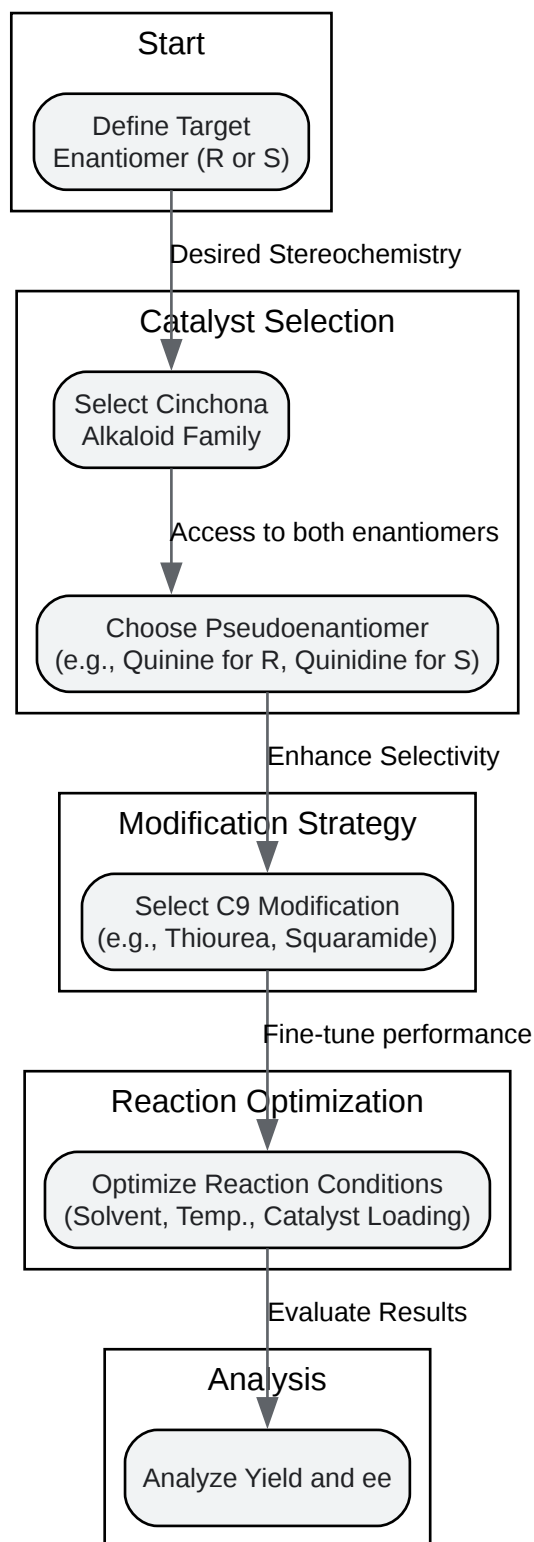 Start
Define Target
Enantiomer (R or S)
Desired Stereochemistry
Catalyst Selection
Select Cinchona
Alkaloid Family
Access to both enantiomers
Choose Pseudoenantiomer
(e.g., Quinine for R, Quinidine for S)
Enhance Selectivity
Modification Strategy
Select C9 Modification
(e.g., Thiourea, Squaramide)
Fine-tune performance
Reaction Optimization
Optimize Reaction Conditions
(Solvent, Temp., Catalyst Loading)
Evaluate Results
Analysis
Analyze Yield and ee